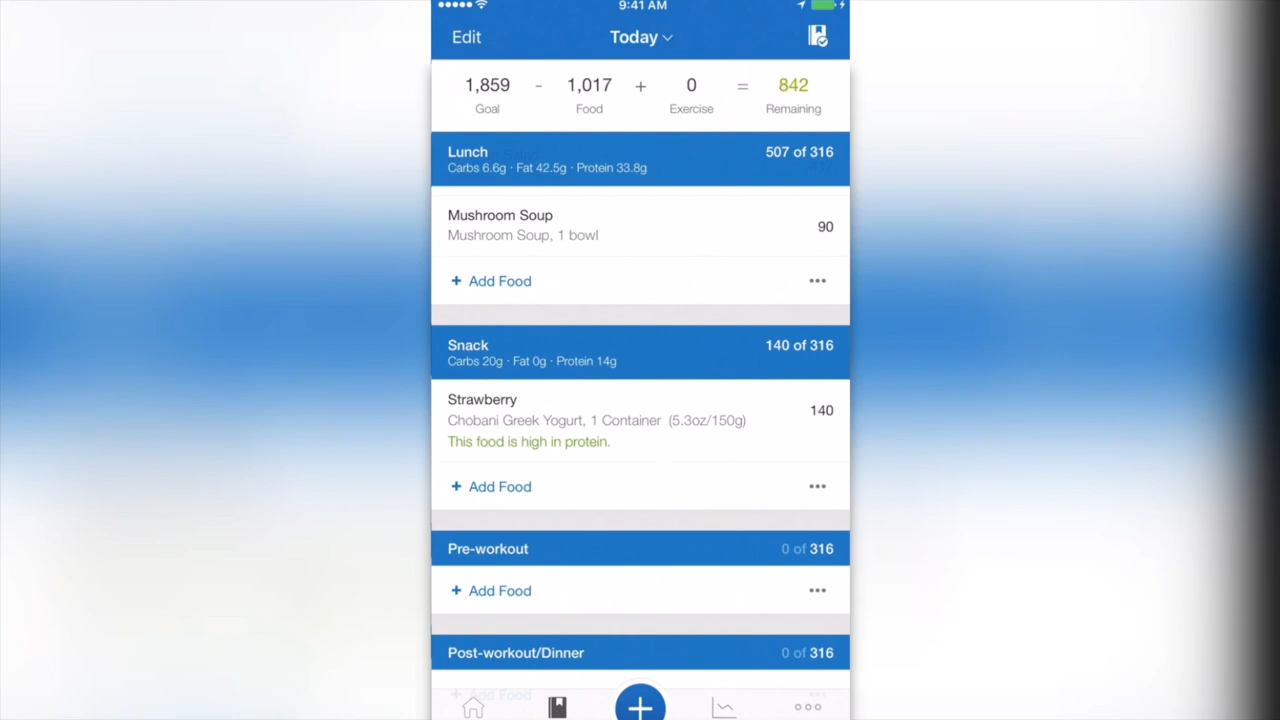 9:41 AM
Edit Today
1,859 - 1,017 + 0 = 842
Goal Food Exercise Remaining
Lunch 507 of 316
Carbs 6.6g · Fat 42.5g · Protein 33.8g
Mushroom Soup
Mushroom Soup, 1 bowl 90
+ Add Food
Snack 140 of 316
Carbs 20g · Fat 0g · Protein 14g
Strawberry
Chobani Greek Yogurt, 1 Container (5.3oz/150g) 140
This food is high in protein.
+ Add Food
Pre-workout 0 of 316
+ Add Food
Post-workout/Dinner 0 of 316
+ Add Food